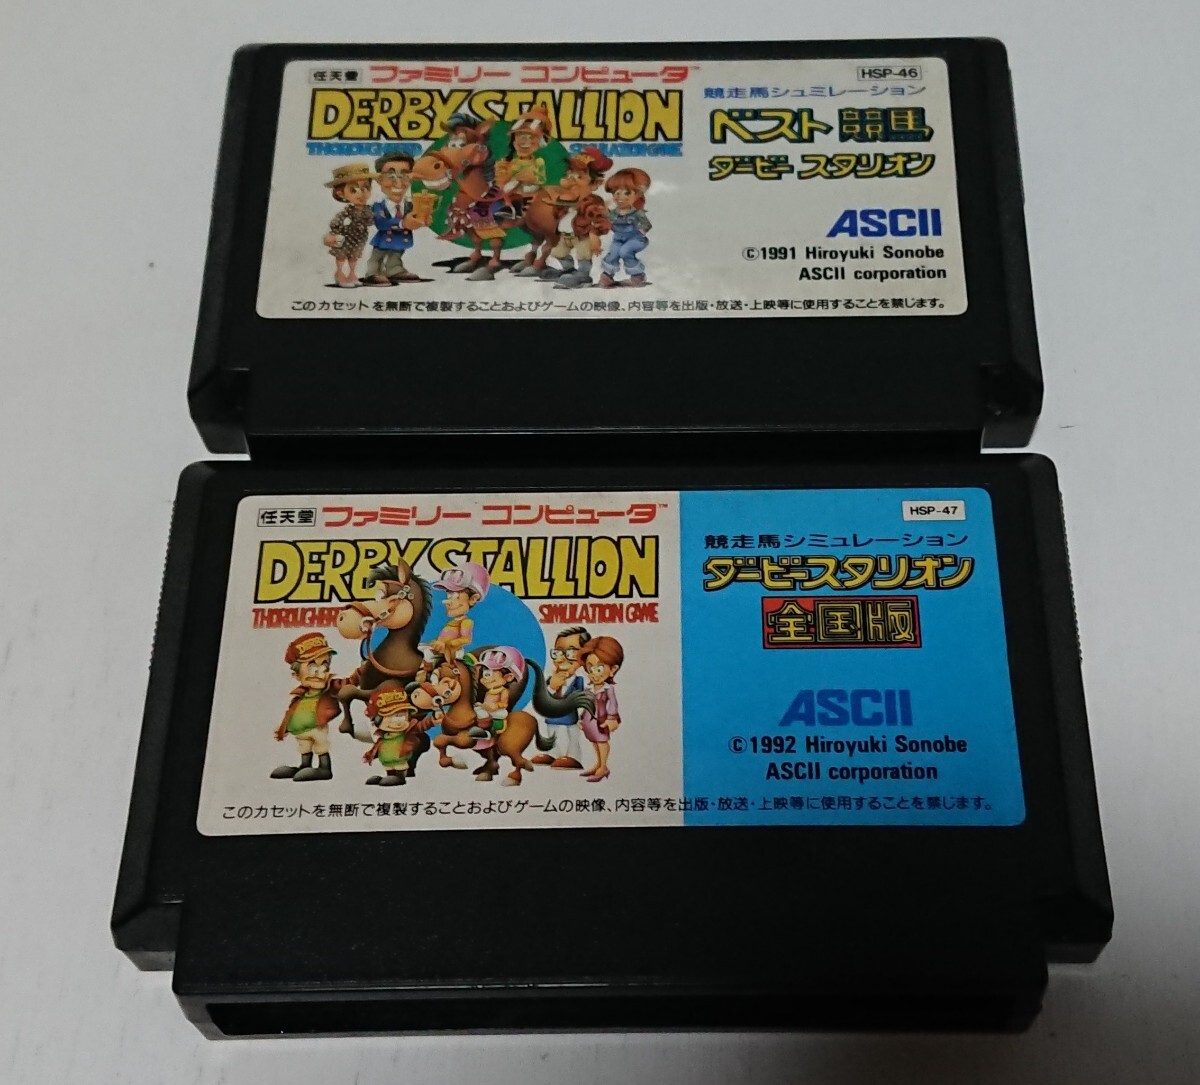 任天堂 ファミリー コンピュータ™
HSP-46
DERBY STALLION
THOROUGHBRED SIMULATION GAME
競走馬シュミレーション
ベスト競馬
ダービースタリオン
ASCII
©1991 Hiroyuki Sonobe
ASCII corporation
このカセットを無断で複製することおよびゲームの映像、内容等を出版・放送・上映等に使用することを禁じます。
任天堂 ファミリー コンピュータ™
HSP-47
DERBY STALLION
SIMULATION GAME
競走馬シミュレーション
ダービースタリオン
全国版
Derby
ASCII
©1992 Hiroyuki Sonobe
ASCII corporation
このカセットを無断で複製することおよびゲームの映像、内容等を出版・放送・上映等に使用することを禁じます。